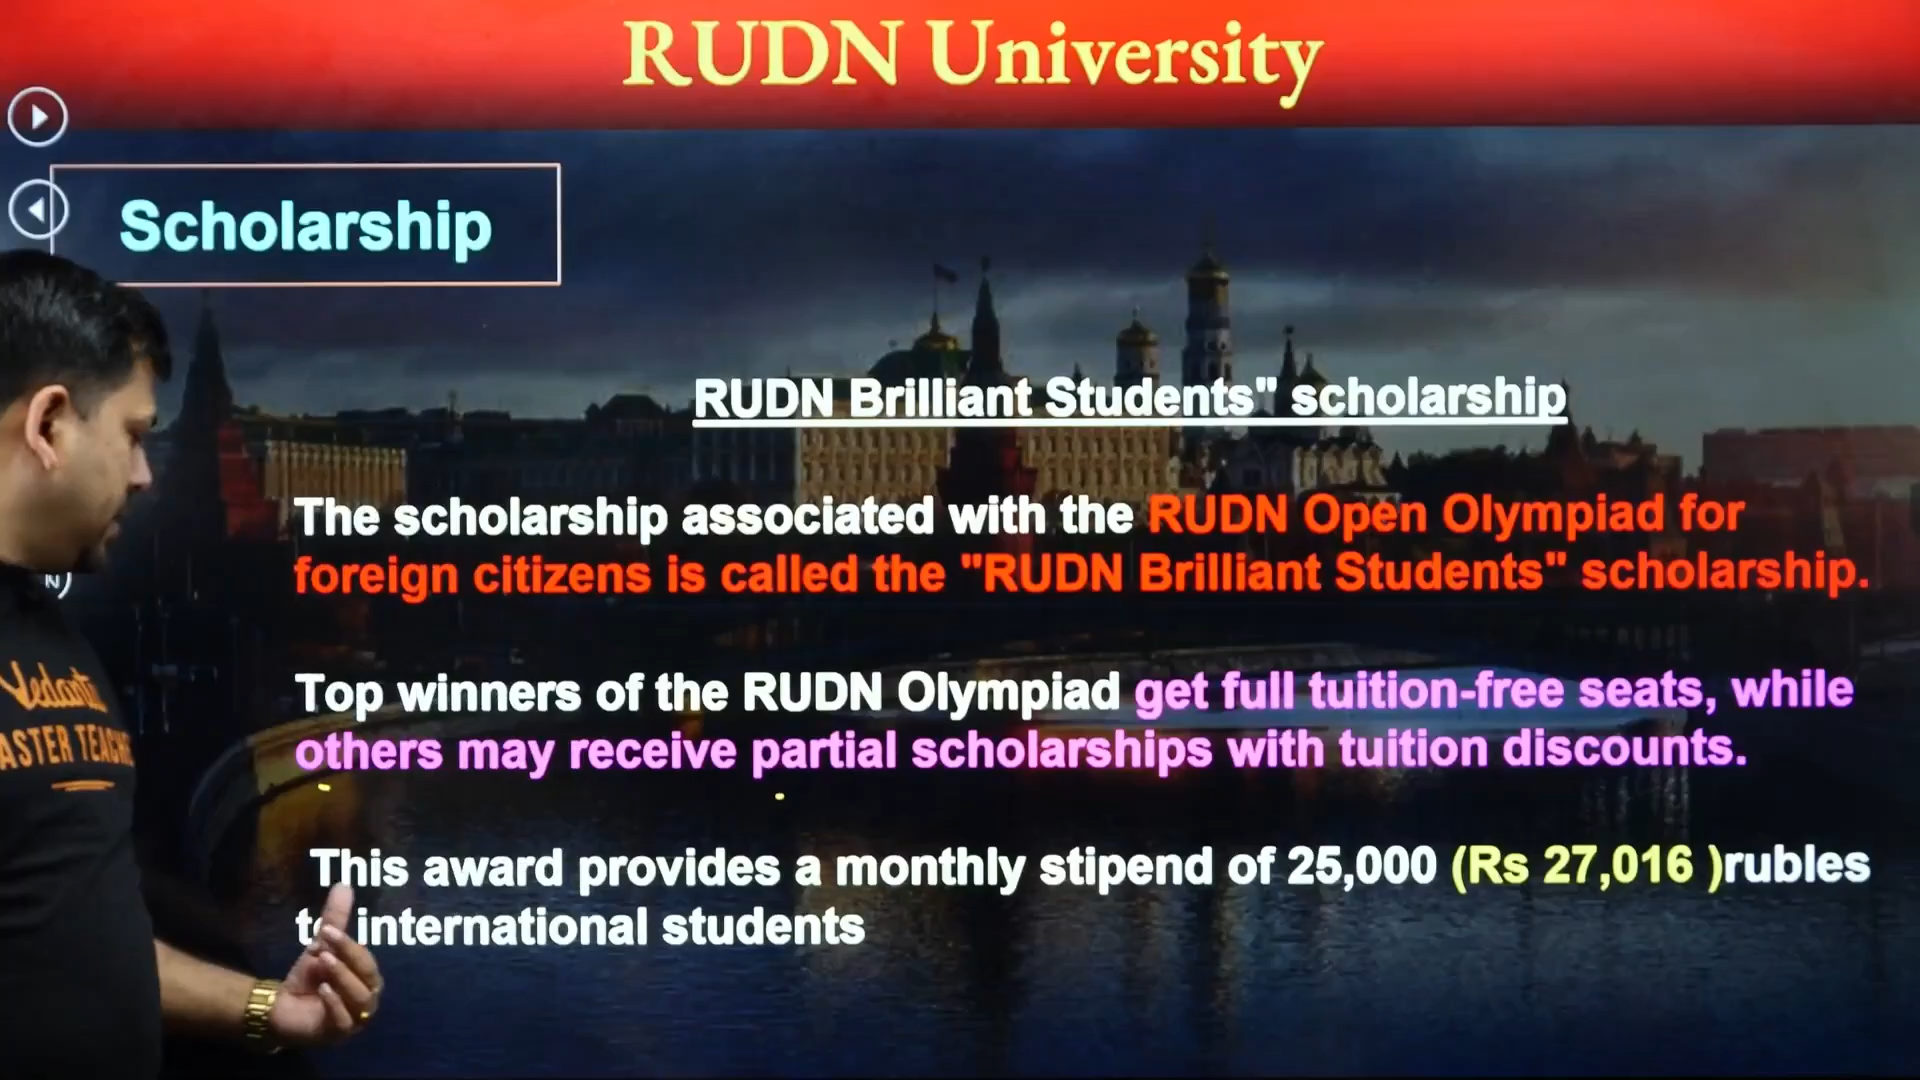 RUDN University
Scholarship
RUDN Brilliant Students" scholarship
The scholarship associated with the RUDN Open Olympiad for
foreign citizens is called the "RUDN Brilliant Students" scholarship.
Top winners of the RUDN Olympiad get full tuition-free seats, while
others may receive partial scholarships with tuition discounts.
This award provides a monthly stipend of 25,000 (Rs 27,016 )rubles
international students
N)
Vedantu